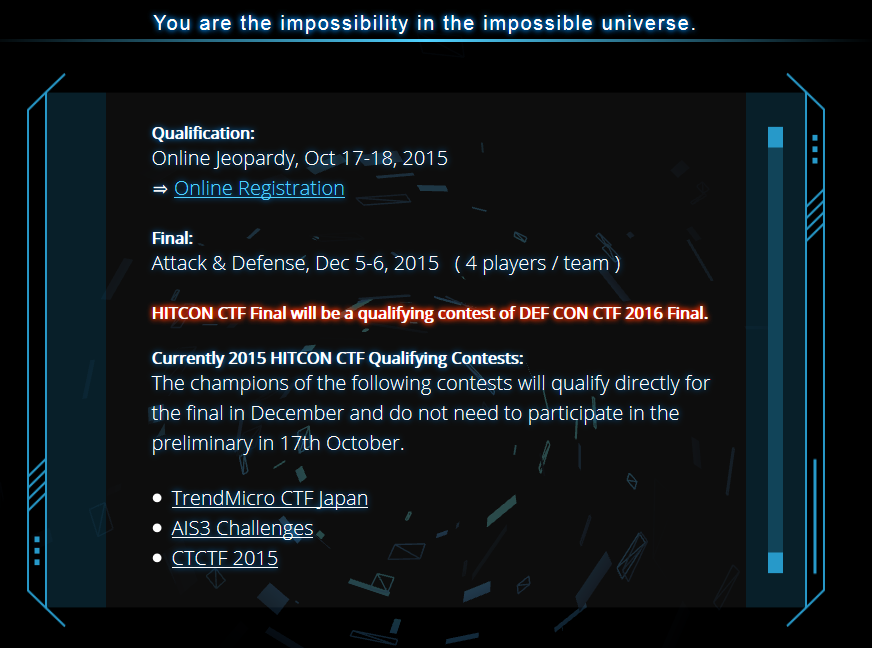 You are the impossibility in the impossible universe.
Qualification:
Online Jeopardy, Oct 17-18, 2015
⇒ Online Registration
Final:
Attack & Defense, Dec 5-6, 2015 ( 4 players / team )
HITCON CTF Final will be a qualifying contest of DEF CON CTF 2016 Final.
Currently 2015 HITCON CTF Qualifying Contests:
The champions of the following contests will qualify directly for
the final in December and do not need to participate in the
preliminary in 17th October.
• TrendMicro CTF Japan
• AIS3 Challenges
• CTCTF 2015